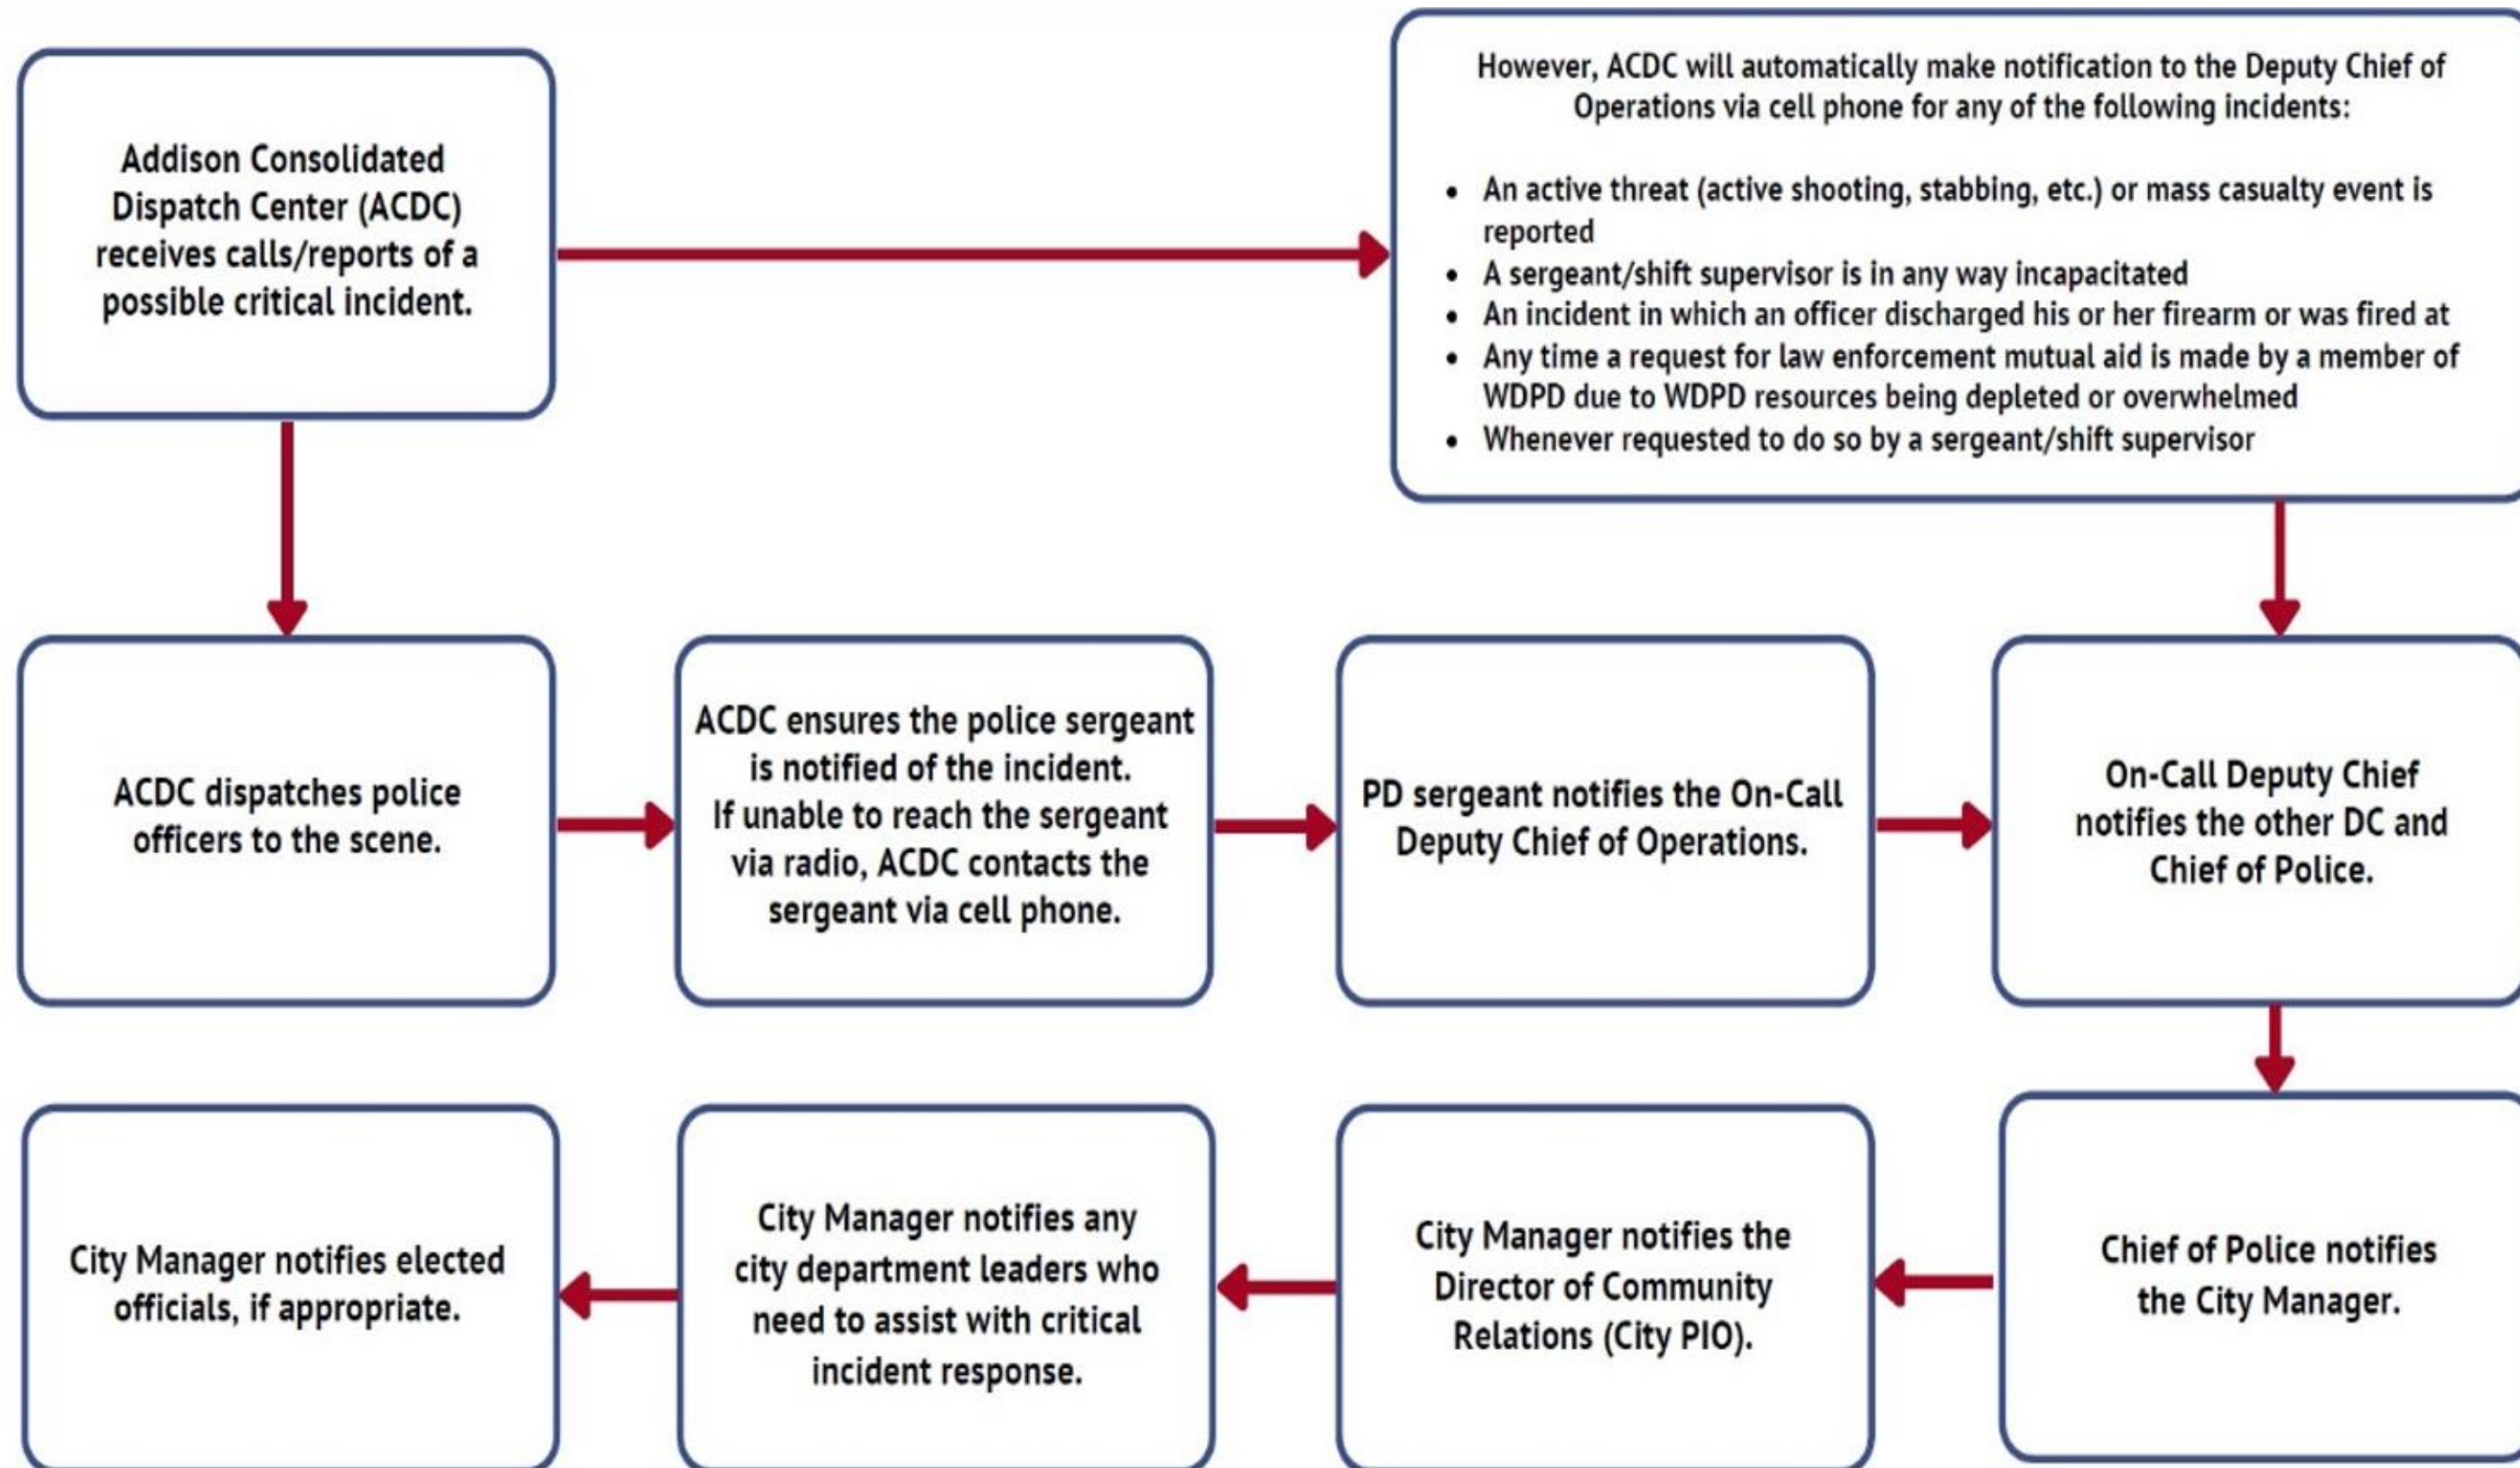 Addison Consolidated
Dispatch Center (ACDC)
receives calls/reports of a
possible critical incident.
However, ACDC will automatically make notification to the Deputy Chief of
Operations via cell phone for any of the following incidents:
• An active threat (active shooting, stabbing, etc.) or mass casualty event is
reported
• A sergeant/shift supervisor is in any way incapacitated
• An incident in which an officer discharged his or her firearm or was fired at
• Any time a request for law enforcement mutual aid is made by a member of
WDPD due to WDPD resources being depleted or overwhelmed
• Whenever requested to do so by a sergeant/shift supervisor
ACDC dispatches police
officers to the scene.
ACDC ensures the police sergeant
is notified of the incident.
If unable to reach the sergeant
via radio, ACDC contacts the
sergeant via cell phone.
PD sergeant notifies the On-Call
Deputy Chief of Operations.
On-Call Deputy Chief
notifies the other DC and
Chief of Police.
Chief of Police notifies
the City Manager.
City Manager notifies the
Director of Community
Relations (City PIO).
City Manager notifies any
city department leaders who
need to assist with critical
incident response.
City Manager notifies elected
officials, if appropriate.